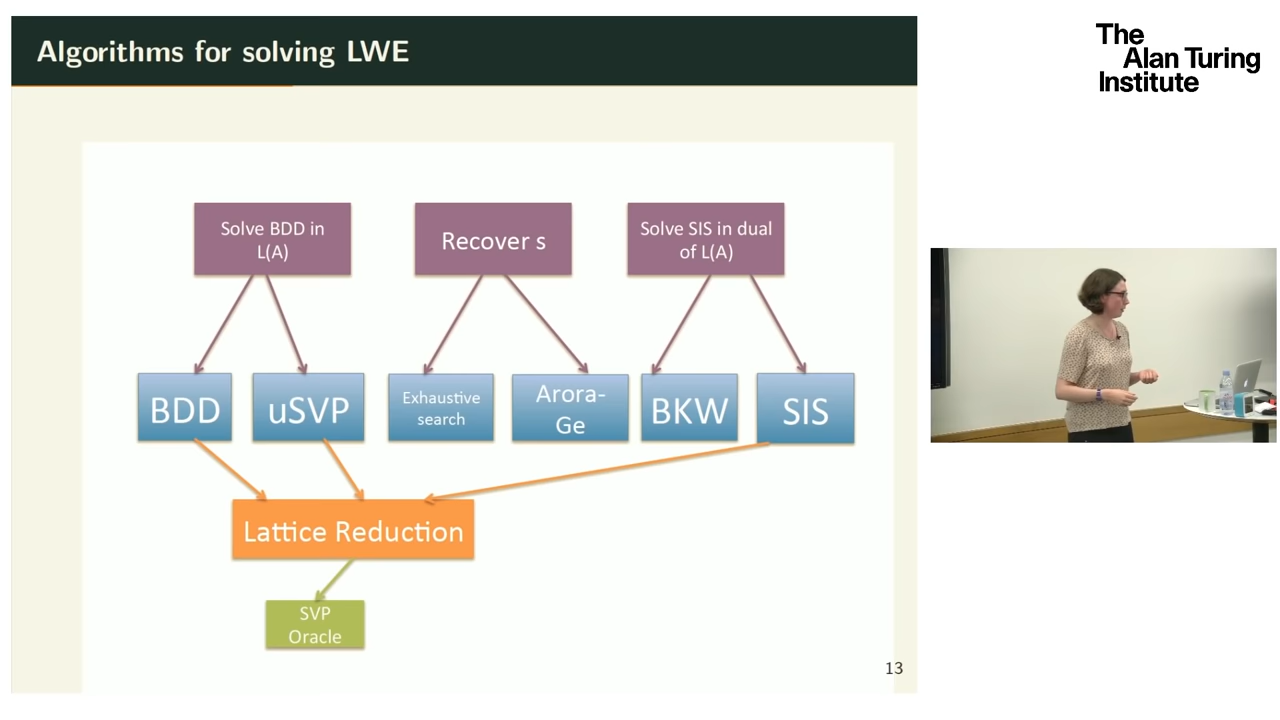 Algorithms for solving LWE
The
Alan Turing
Institute
Solve BDD in
L(A)
Recover s
Solve SIS in dual
of L(A)
BDD
uSVP
Exhaustive
search
Arora-
Ge
BKW
SIS
Lattice Reduction
SVP
Oracle
13